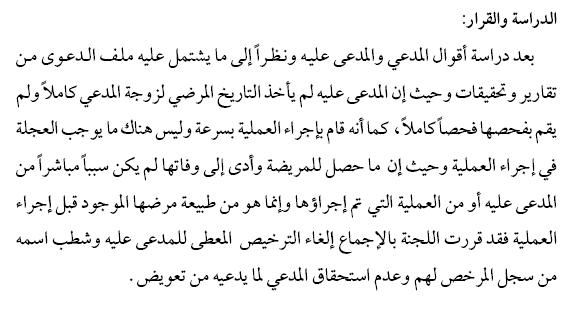 الدراسة والقرار:
بعد دراسة أقوال المدعي والمدعى عليه ونظراً إلى ما يشتمل عليه ملف الدعوى من
تقارير وتحقيقات وحيث إن المدعى عليه لم يأخذ التاريخ المرضي لزوجة المدعي كاملاً ولم
يقم بفحصها فحصاً كاملاً، كما أنه قام بإجراء العملية بسرعة وليس هناك ما يوجب العجلة
في إجراء العملية وحيث إن ما حصل للمريضة وأدى إلى وفاتها لم يكن سبباً مباشراً من
المدعى عليه أو من العملية التي تم إجراؤها وإنما هو من طبيعة مرضها الموجود قبل إجراء
العملية فقد قررت اللجنة بالإجماع إلغاء الترخيص المعطى للمدعى عليه وشطب اسمه
من سجل المرخص لهم وعدم استحقاق المدعي لما يدعيه من تعويض .